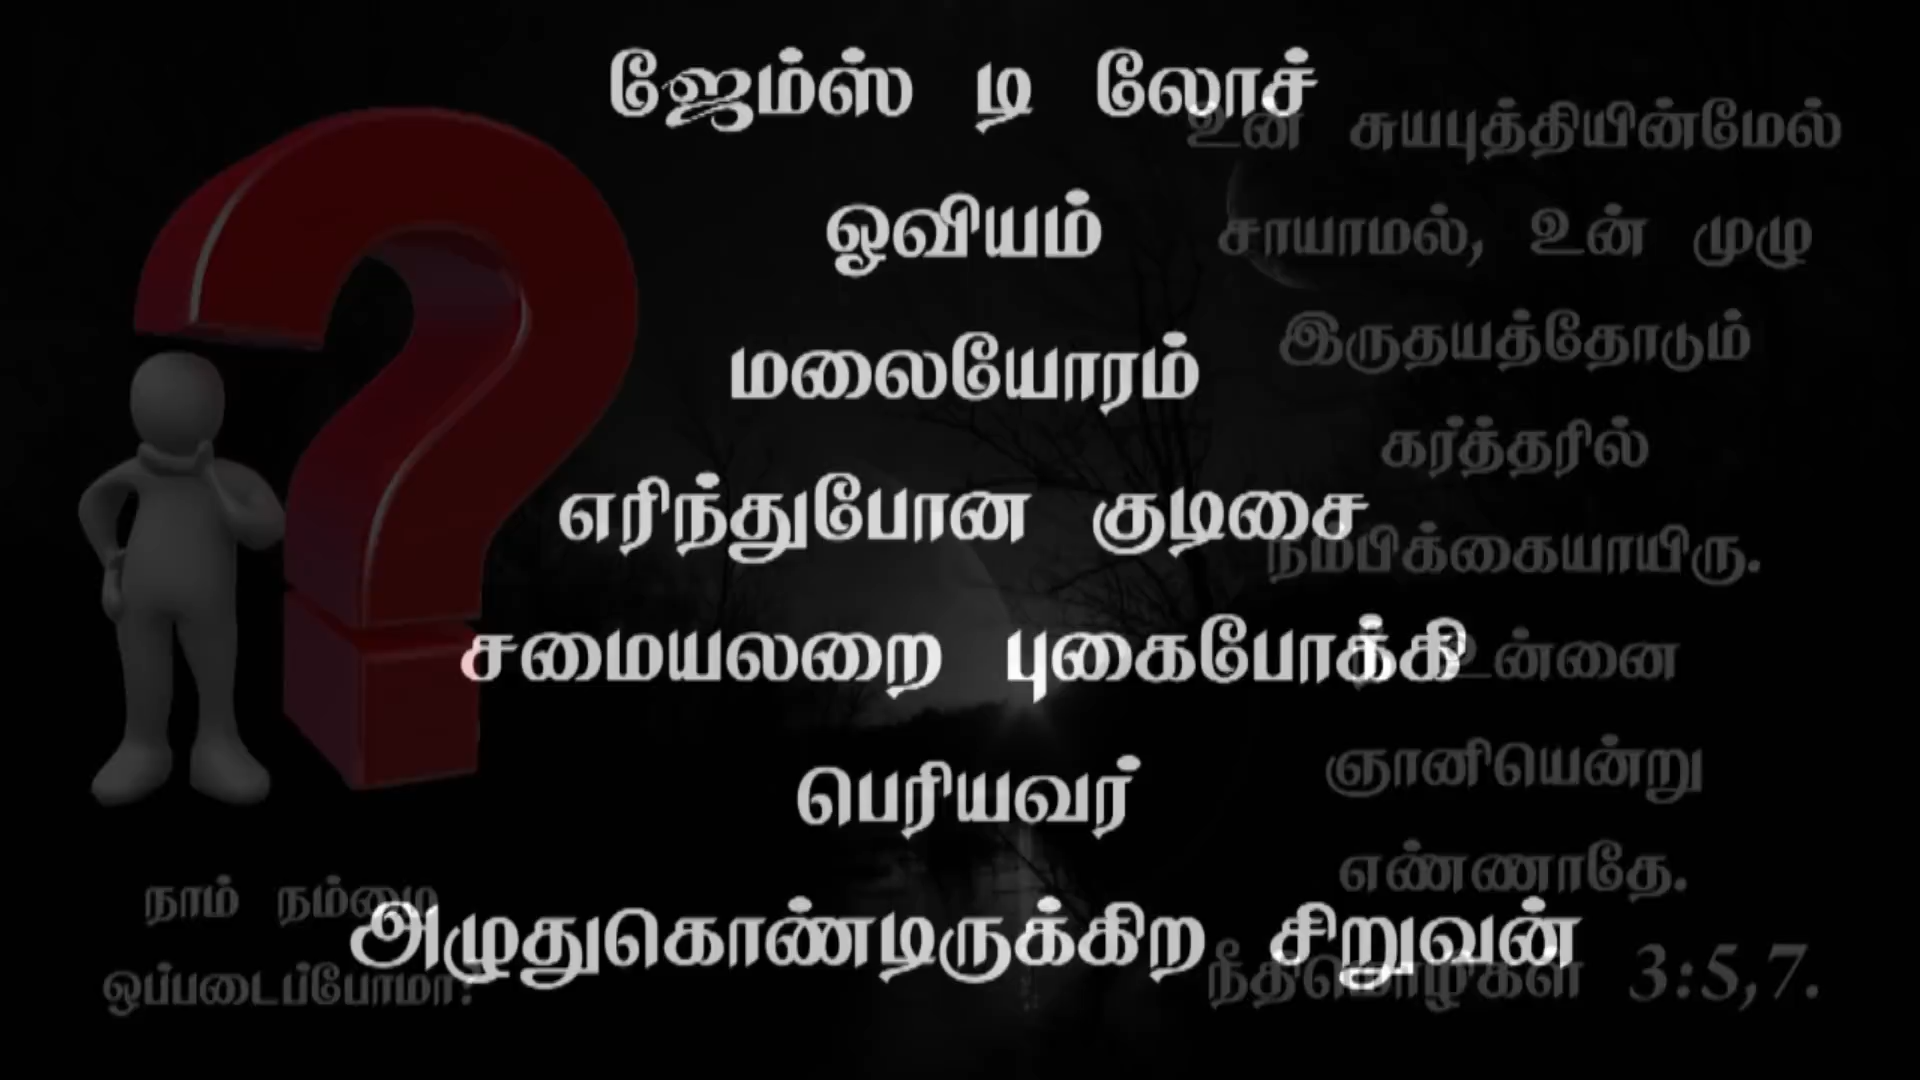 ஜேம்ஸ் டி லோச்
ஓவியம்
மலையோரம்
எரிந்துபோன குடிசை
சமையலறை புகைபோக்கி
பெரியவர்
அழுதுகொண்டிருக்கிற சிறுவன்
உன் சுயபுத்தியின்மேல்
சாயாமல், உன் முழு
இருதயத்தோடும்
கர்த்தரில்
நம்பிக்கையாயிரு.
உன்னை
ஞானியென்று
எண்ணாதே.
நீதிமொழிகள் 3:5,7.
நாம் நம்மை
ஒப்படைப்போமா?